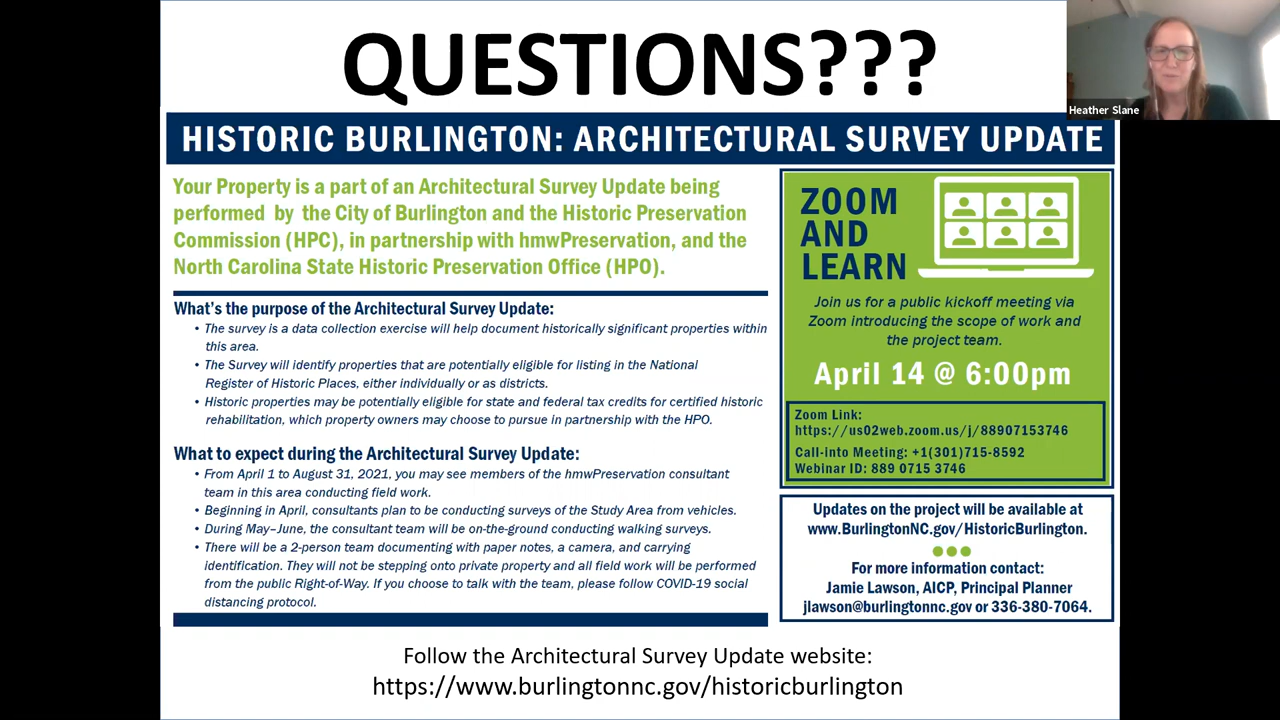 QUESTIONS???
Heather Slane
HISTORIC BURLINGTON: ARCHITECTURAL SURVEY UPDATE
Your Property is a part of an Architectural Survey Update being
performed by the City of Burlington and the Historic Preservation
Commission (HPC), in partnership with hmwPreservation, and the
North Carolina State Historic Preservation Office (HPO).
What's the purpose of the Architectural Survey Update:
• The survey is a data collection exercise will help document historically significant properties within
this area.
• The Survey will identify properties that are potentially eligible for listing in the National
Register of Historic Places, either individually or as districts.
• Historic properties may be potentially eligible for state and federal tax credits for certified historic
rehabilitation, which property owners may choose to pursue in partnership with the HPO.
What to expect during the Architectural Survey Update:
• From April 1 to August 31, 2021, you may see members of the hmwPreservation consultant
team in this area conducting field work.
• Beginning in April, consultants plan to be conducting surveys of the Study Area from vehicles.
• During May–June, the consultant team will be on-the-ground conducting walking surveys.
• There will be a 2-person team documenting with paper notes, a camera, and carrying
identification. They will not be stepping onto private property and all field work will be performed
from the public Right-of-Way. If you choose to talk with the team, please follow COVID-19 social
distancing protocol.
ZOOM
AND
LEARN
Join us for a public kickoff meeting via
Zoom introducing the scope of work and
the project team.
April 14 @ 6:00pm
Zoom Link:
https://us02web.zoom.us/j/88907153746
Call-into Meeting: +1(301)715-8592
Webinar ID: 889 0715 3746
Updates on the project will be available at
www.BurlingtonNC.gov/HistoricBurlington.
For more information contact:
Jamie Lawson, AICP, Principal Planner
jlawson@burlingtonnc.gov or 336-380-7064.
Follow the Architectural Survey Update website:
https://www.burlingtonnc.gov/historicburlington